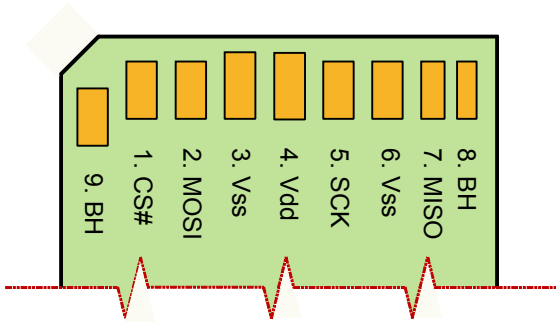 9. BH
1. CS#
2. MOSI
3. Vss
4. Vdd
5. SCK
6. Vss
7. MISO
8. BH